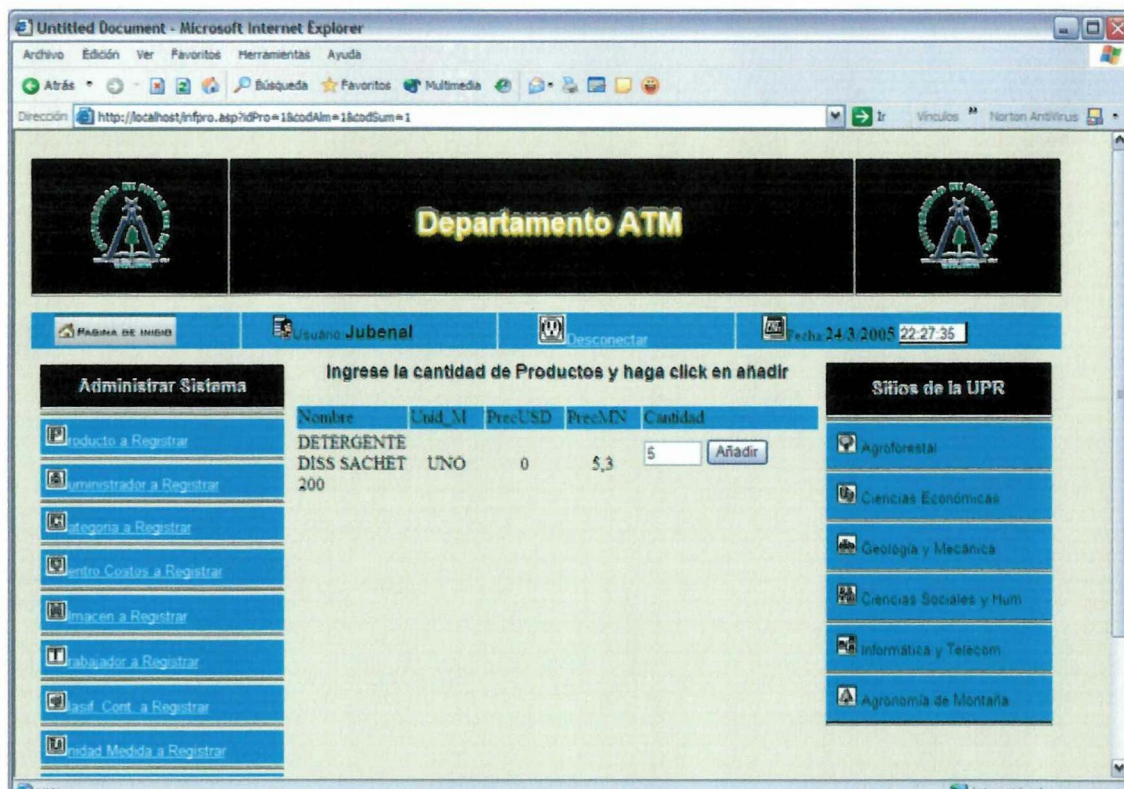 Untitled Document - Microsoft Internet Explorer
Archivo Edición Ver Favoritos Herramientas Ayuda
Atrás Búsqueda Favoritos Multimedia
Dirección http://localhost/infpro.asp?idPro=1&codAlm=1&codSum=1 Ir Vínculos » Norton AntiVirus
Departamento ATM
PAGINA DE INICIO Usuario: Jubenal Desconectar Fecha: 24/3/2005 22:27:35
Administrar Sistema
Producto a Registrar
Suministrador a Registrar
Categoria a Registrar
Centro Costos a Registrar
Almacen a Registrar
Trabajador a Registrar
Clasif. Cont. a Registrar
Unidad Medida a Registrar
Ingrese la cantidad de Productos y haga click en añadir
Nombre Unid_M PrecUSD PrecMN Cantidad
DETERGENTE
DISS SACHET UNO 0 5,3 5 Añadir
200
Sitios de la UPR
Agroforestal
Ciencias Económicas
Geología y Mecánica
Ciencias Sociales y Hum
Informática y Telecom
Agronomía de Montaña